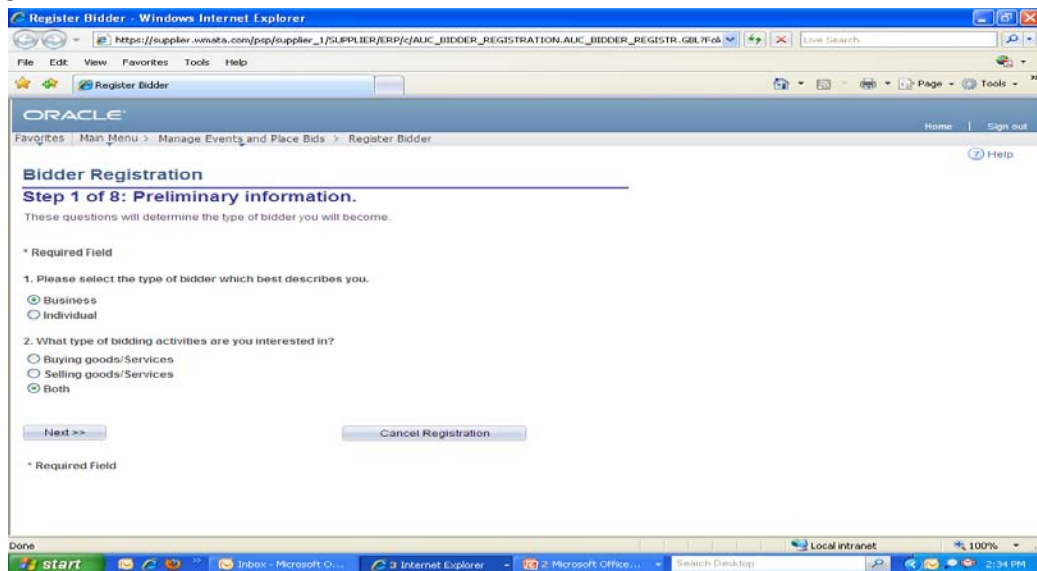 Register Bidder - Windows Internet Explorer
https://supplier.wmata.com/psp/supplier_1/SUPPLIER/ERP/c/AUC_BIDDER_REGISTRATION.AUC_BIDDER_REGISTR.GBL?Fol
Live Search
File Edit View Favorites Tools Help
Register Bidder
Page Tools
ORACLE
Home | Sign out
Favorites Main Menu > Manage Events and Place Bids > Register Bidder
Help
Bidder Registration
Step 1 of 8: Preliminary information.
These questions will determine the type of bidder you will become.
* Required Field
1. Please select the type of bidder which best describes you.
Business
Individual
2. What type of bidding activities are you interested in?
Buying goods/Services
Selling goods/Services
Both
Next >>
Cancel Registration
* Required Field
Done
Local intranet
100%
start
Inbox - Microsoft O...
3 Internet Explorer
2 Microsoft Office...
Search Desktop
2:34 PM